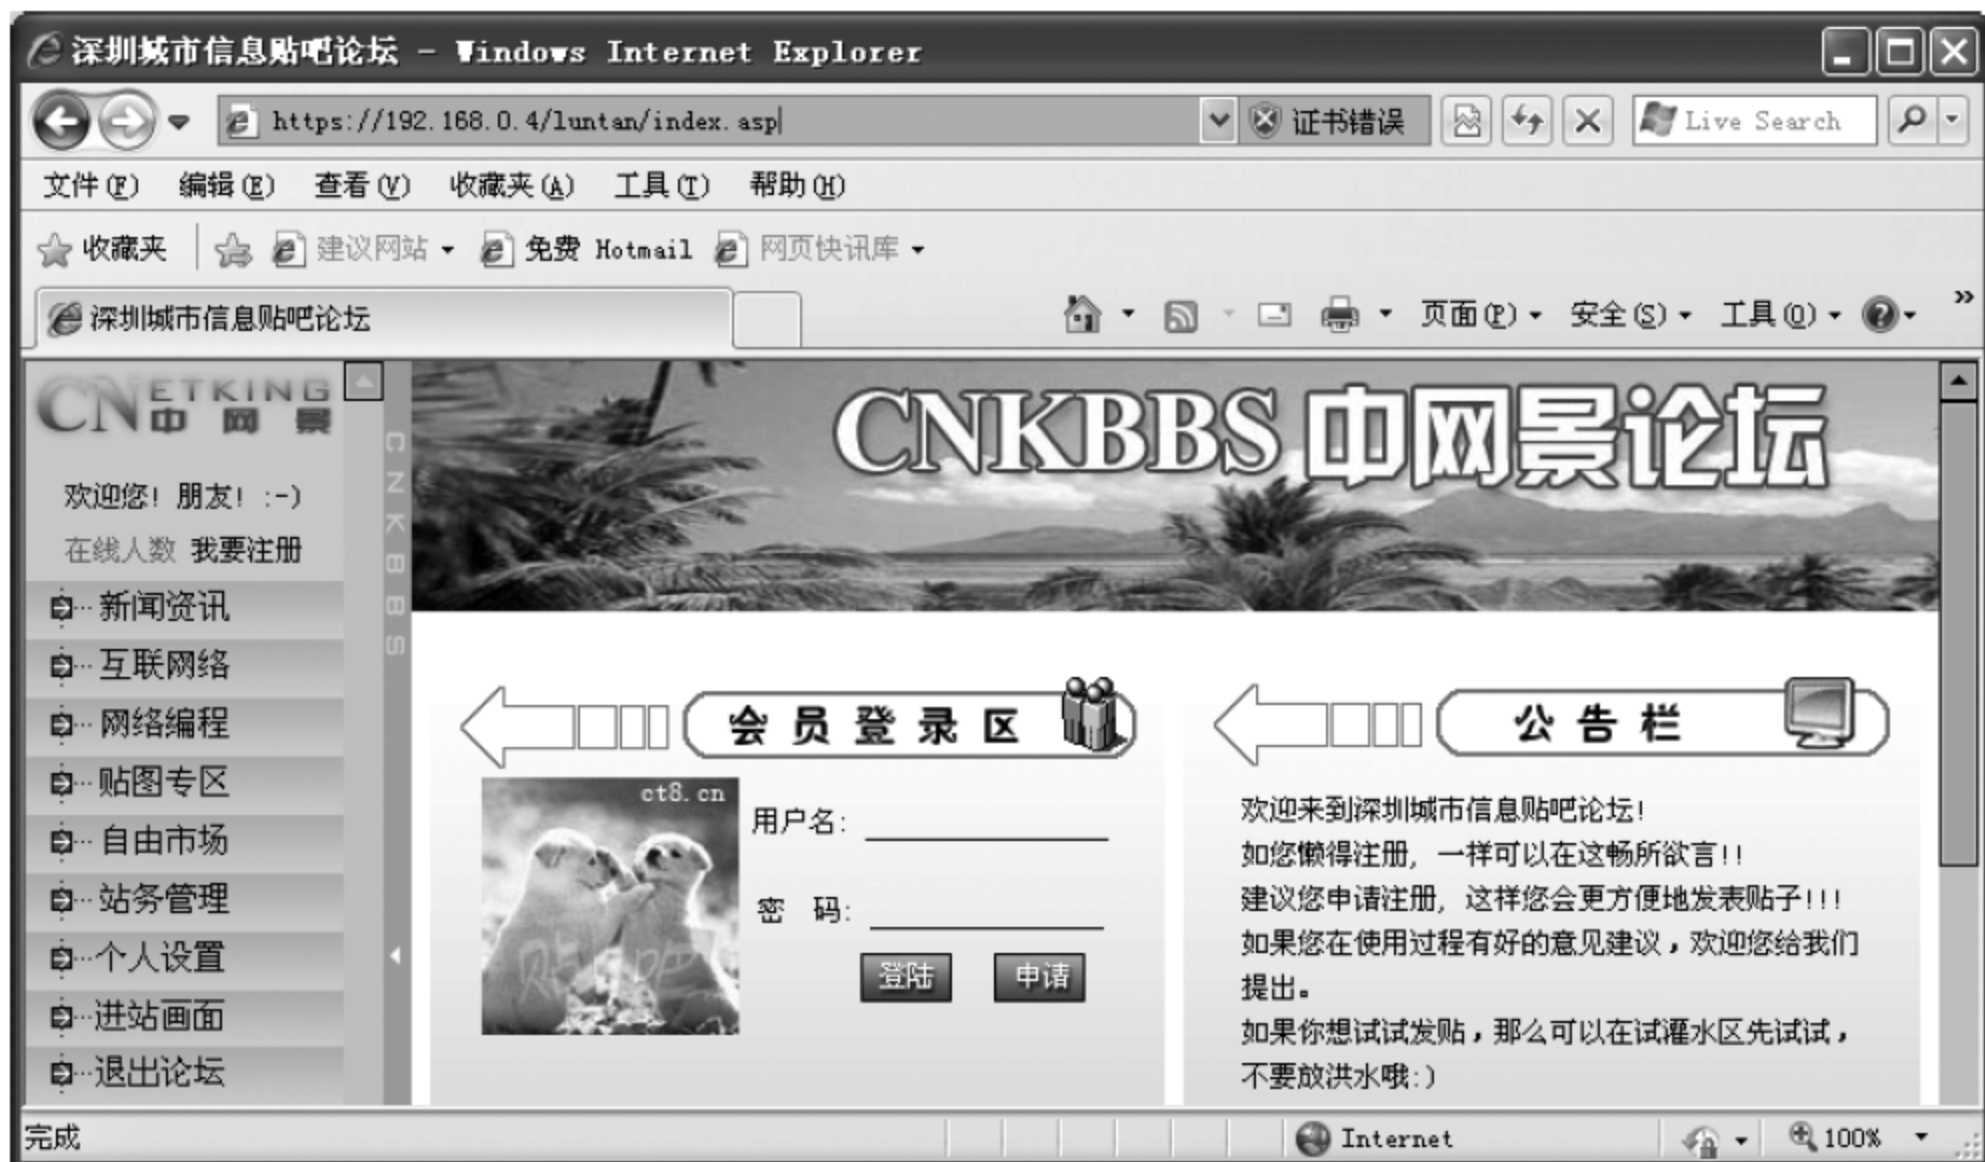 深圳城市信息贴吧论坛 - Windows Internet Explorer
https://192.168.0.4/luntan/index.asp 证书错误 Live Search
文件(F) 编辑(E) 查看(V) 收藏夹(A) 工具(T) 帮助(H)
收藏夹 建议网站 免费 Hotmail 网页快讯库
深圳城市信息贴吧论坛 页面(P) 安全(S) 工具(O) »
CNETKING
中网景
欢迎您! 朋友! :-)
在线人数 我要注册
新闻资讯
互联网络
网络编程
贴图专区
自由市场
站务管理
个人设置
进站画面
退出论坛
CNKBBS
CNKBBS 中网景论坛
会员登录区
ct8.cn
贴吧
用户名:
密 码:
登陆 申请
公告栏
欢迎来到深圳城市信息贴吧论坛!
如您懒得注册, 一样可以在这畅所欲言!!
建议您申请注册, 这样您会更方便地发表贴子!!!
如果您在使用过程有好的意见建议，欢迎您给我们
提出。
如果你想试试发贴，那么可以在试灌水区先试试，
不要放洪水哦:)
完成 Internet 100%